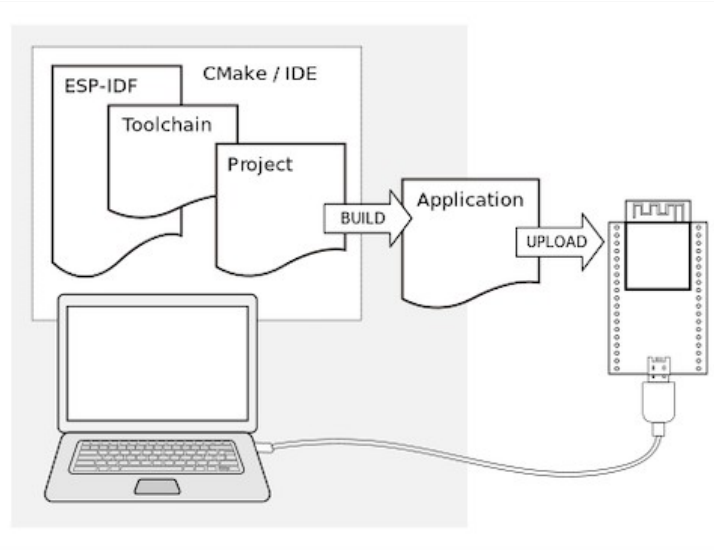 ESP-IDF
CMake / IDE
Toolchain
Project
BUILD
Application
UPLOAD